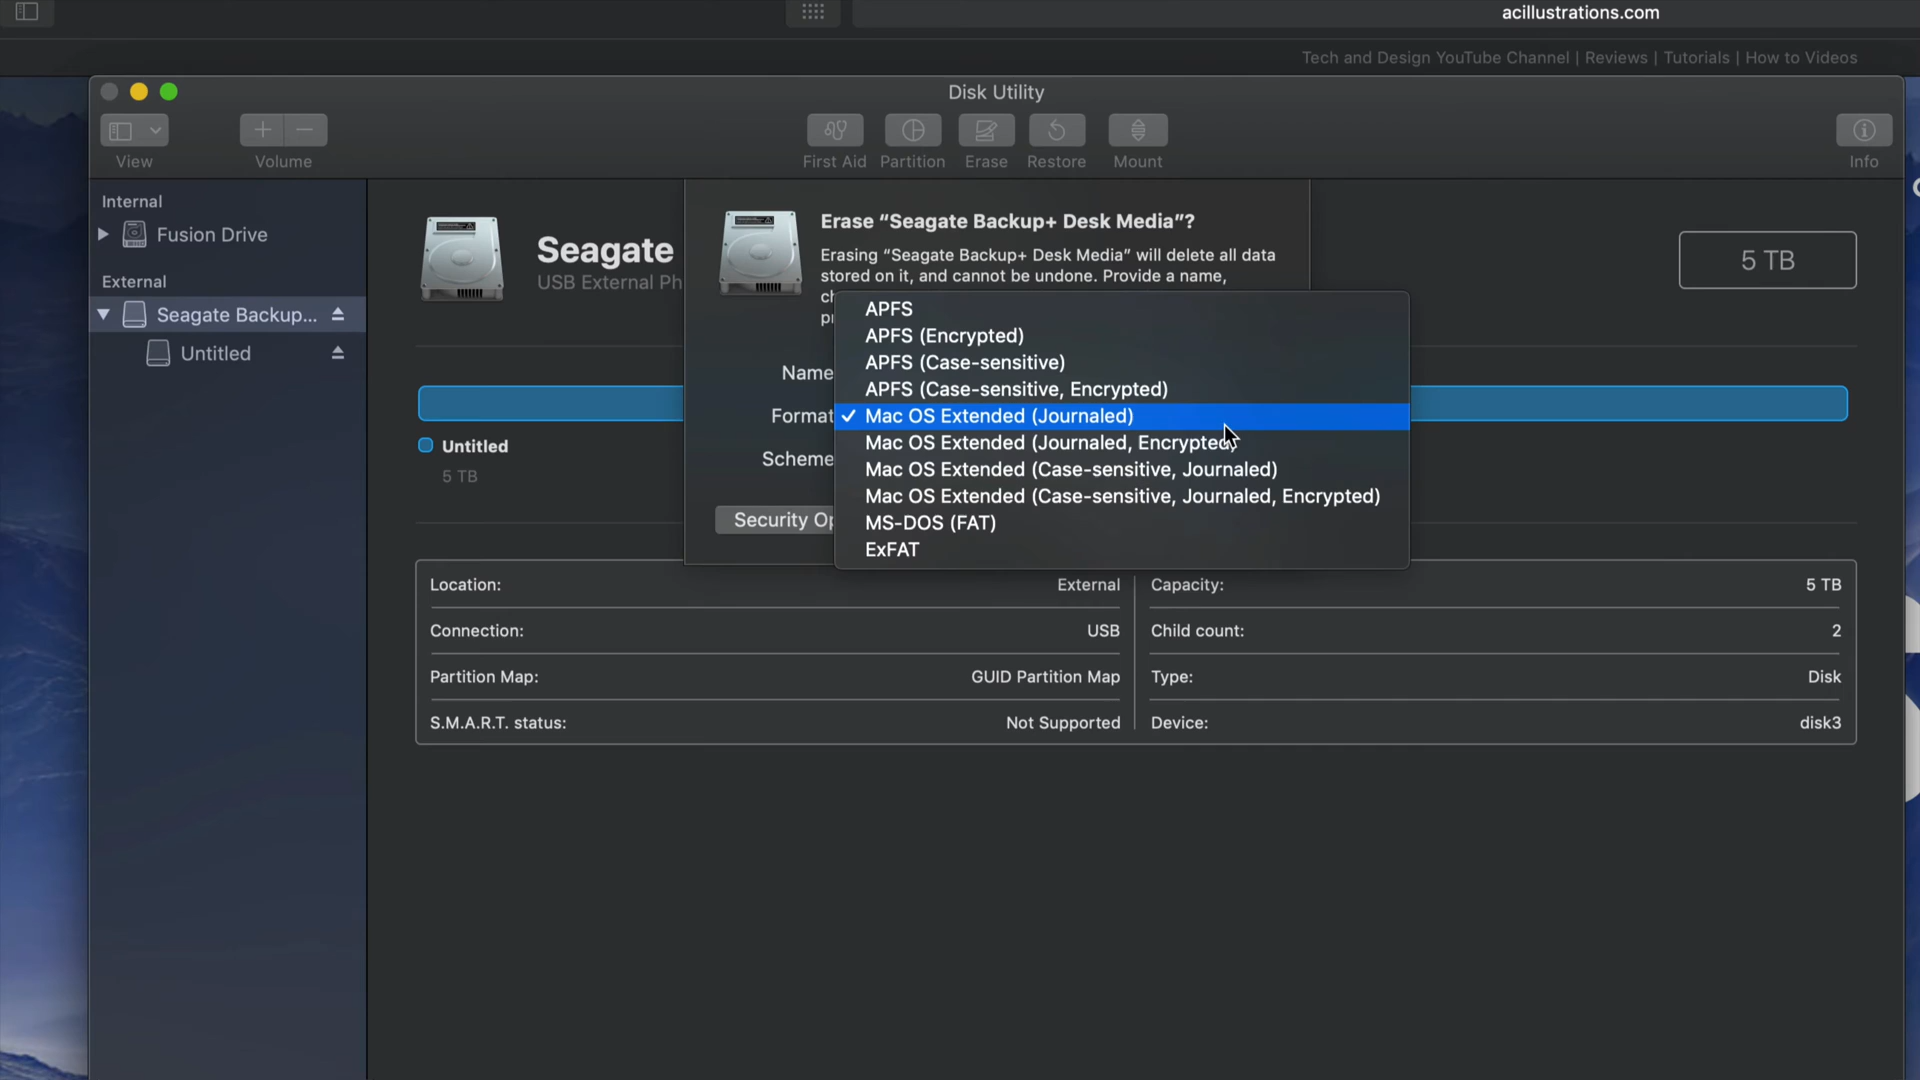 acillustrations.com
Tech and Design YouTube Channel | Reviews | Tutorials | How to Videos
Disk Utility
View
Volume
First Aid
Partition
Erase
Restore
Mount
Info
Internal
Fusion Drive
External
Seagate Backup...
Untitled
Seagate
USB External Ph
5 TB
Erase “Seagate Backup+ Desk Media”?
Erasing “Seagate Backup+ Desk Media” will delete all data
stored on it, and cannot be undone. Provide a name,
Name
Format
Scheme
Security Op
APFS
APFS (Encrypted)
APFS (Case-sensitive)
APFS (Case-sensitive, Encrypted)
Mac OS Extended (Journaled)
Mac OS Extended (Journaled, Encrypted)
Mac OS Extended (Case-sensitive, Journaled)
Mac OS Extended (Case-sensitive, Journaled, Encrypted)
MS-DOS (FAT)
ExFAT
Untitled
5 TB
Location: External
Connection: USB
Partition Map: GUID Partition Map
S.M.A.R.T. status: Not Supported
Capacity: 5 TB
Child count: 2
Type: Disk
Device: disk3